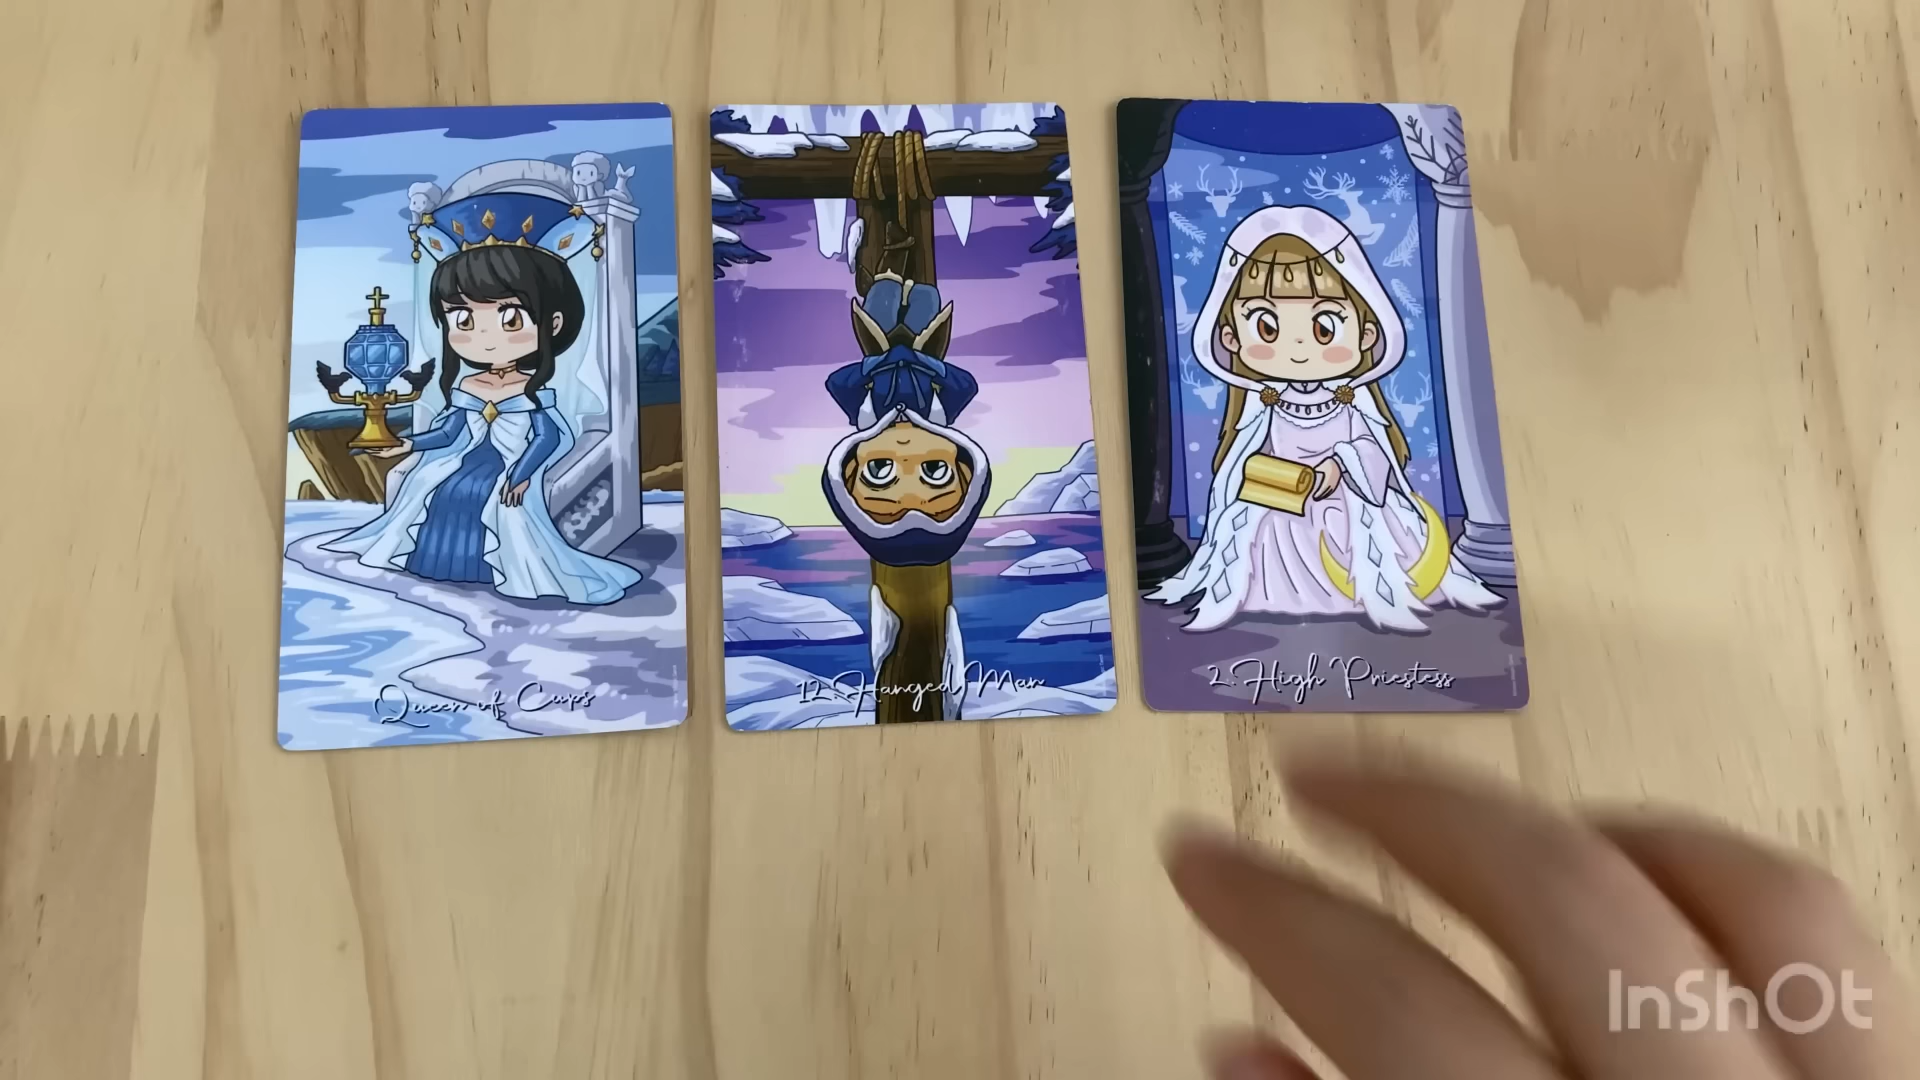 Queen of Cups
12. Hanged Man
2. High Priestess
InShOt